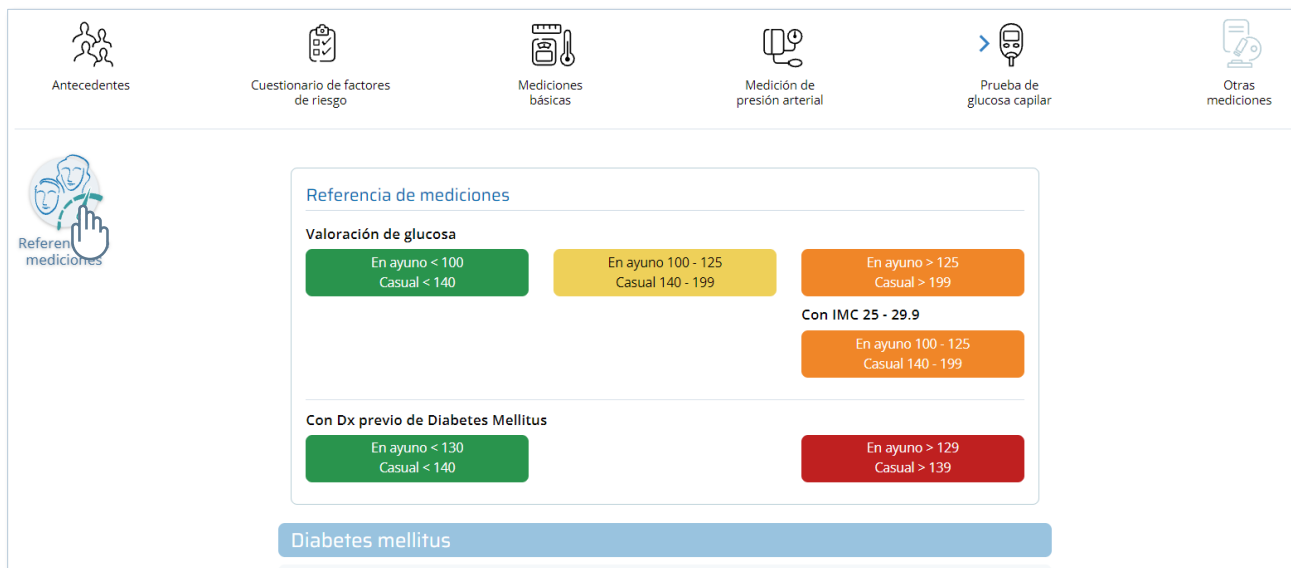 Antecedentes
Cuestionario de factores
de riesgo
Mediciones
básicas
Medición de
presión arterial
Prueba de
glucosa capilar
Otras
mediciones
Referen
mediciones
Referencia de mediciones
Valoración de glucosa
En ayuno < 100
Casual < 140
En ayuno 100 - 125
Casual 140 - 199
En ayuno > 125
Casual > 199
Con IMC 25 - 29.9
En ayuno 100 - 125
Casual 140 - 199
Con Dx previo de Diabetes Mellitus
En ayuno < 130
Casual < 140
En ayuno > 129
Casual > 139
Diabetes mellitus